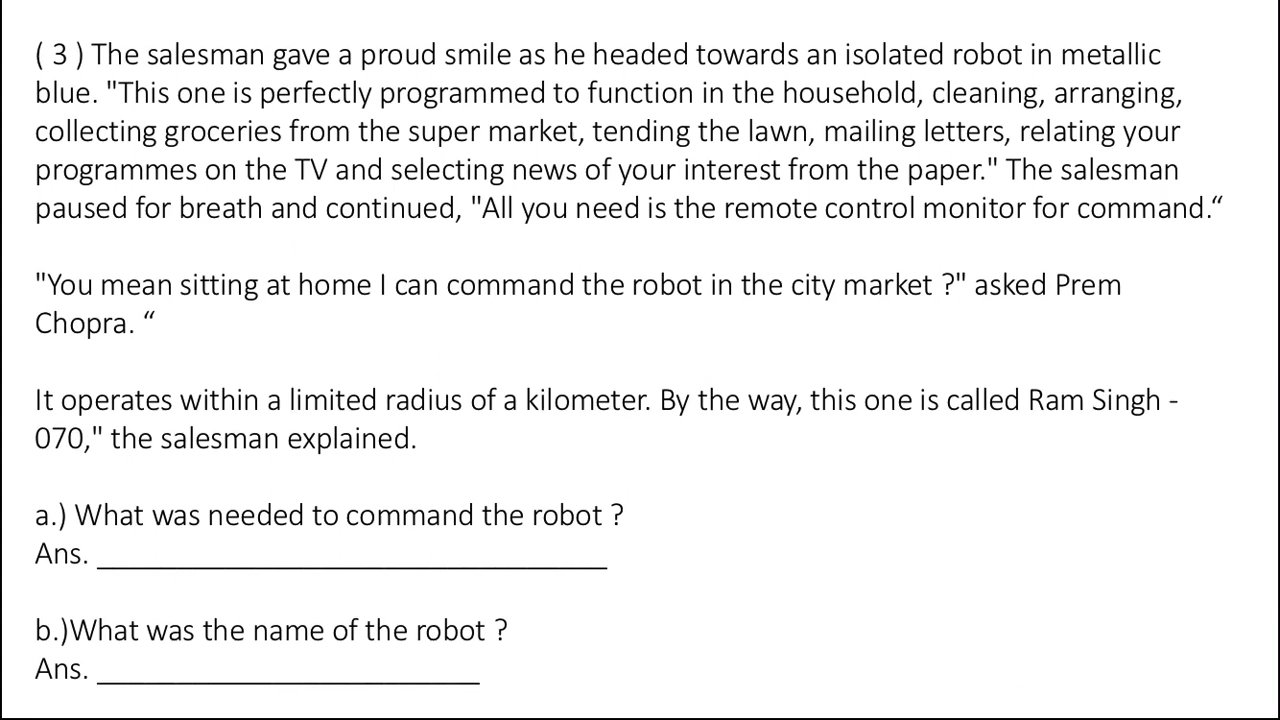 ( 3 ) The salesman gave a proud smile as he headed towards an isolated robot in metallic
blue. "This one is perfectly programmed to function in the household, cleaning, arranging,
collecting groceries from the super market, tending the lawn, mailing letters, relating your
programmes on the TV and selecting news of your interest from the paper." The salesman
paused for breath and continued, "All you need is the remote control monitor for command.“
"You mean sitting at home I can command the robot in the city market ?" asked Prem
Chopra. “
It operates within a limited radius of a kilometer. By the way, this one is called Ram Singh -
070," the salesman explained.
a.) What was needed to command the robot ?
Ans. __________________________________
b.)What was the name of the robot ?
Ans. _________________________